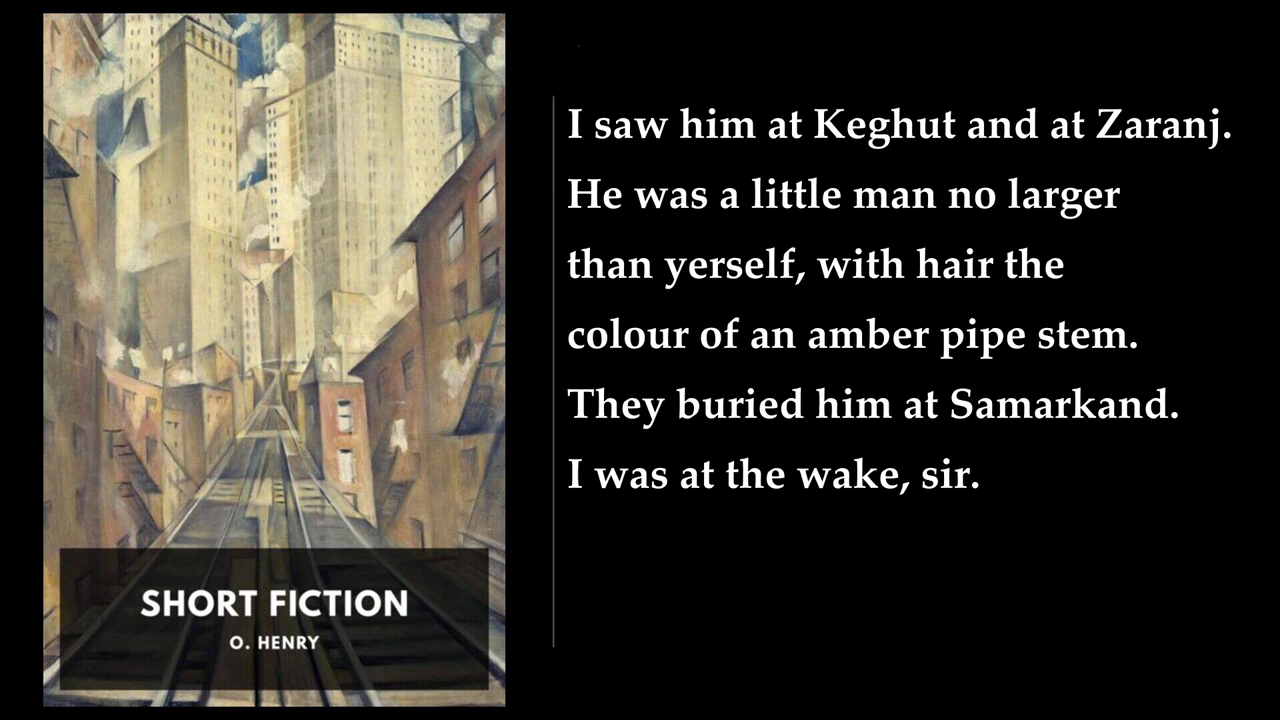 I saw him at Keghut and at Zaranj.
He was a little man no larger
than yerself, with hair the
colour of an amber pipe stem.
They buried him at Samarkand.
I was at the wake, sir.
SHORT FICTION
O. HENRY